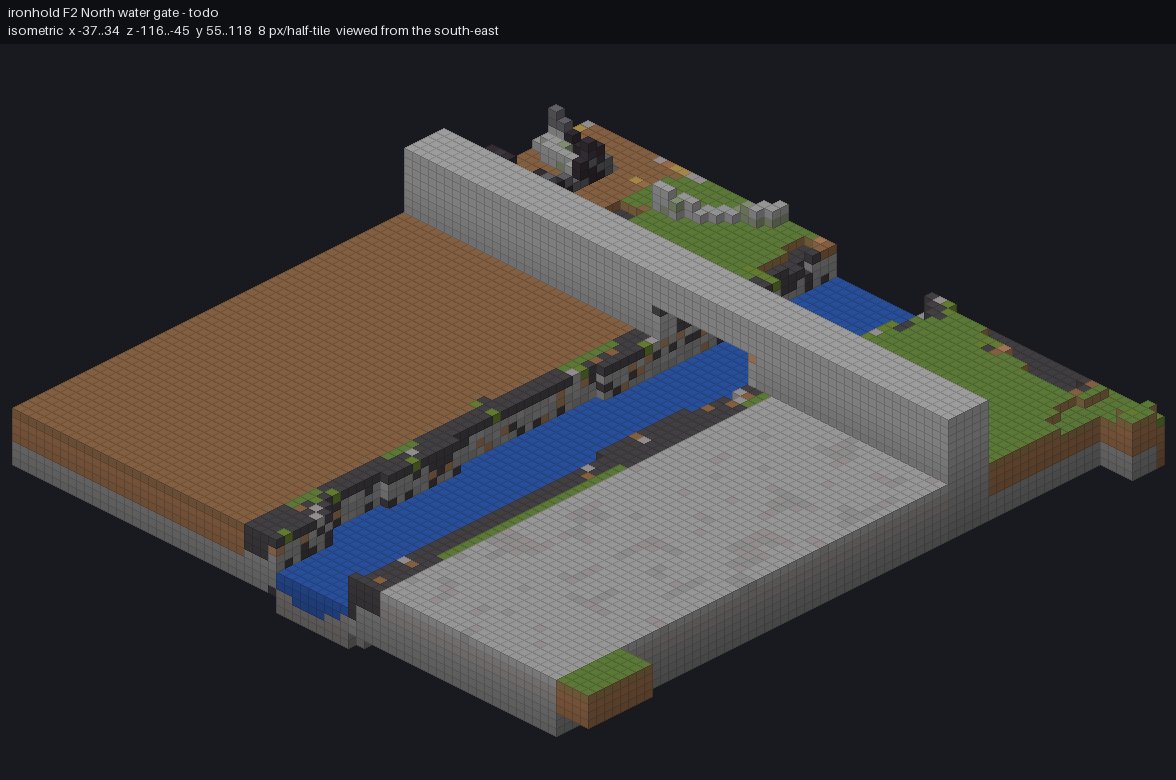 ironhold F2 North water gate - todo
isometric  x -37..34  z -116..-45  y 55..118  8 px/half-tile  viewed from the south-east